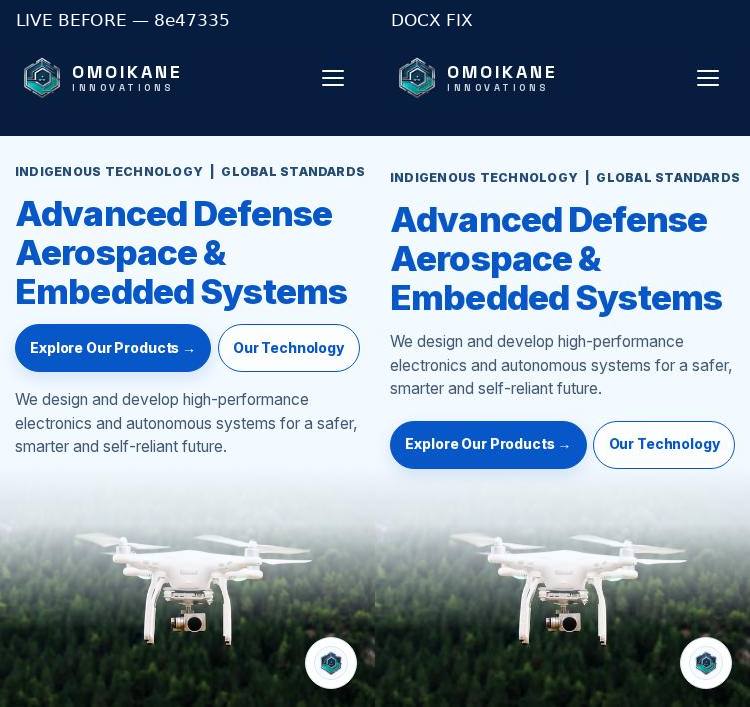 LIVE BEFORE — 8e47335
OMOIKANE
INNOVATIONS
INDIGENOUS TECHNOLOGY | GLOBAL STANDARDS
Advanced Defense
Aerospace &
Embedded Systems
Explore Our Products →
Our Technology
We design and develop high-performance
electronics and autonomous systems for a safer,
smarter and self-reliant future.
DOCX FIX
OMOIKANE
INNOVATIONS
INDIGENOUS TECHNOLOGY | GLOBAL STANDARDS
Advanced Defense
Aerospace &
Embedded Systems
We design and develop high-performance
electronics and autonomous systems for a safer,
smarter and self-reliant future.
Explore Our Products →
Our Technology